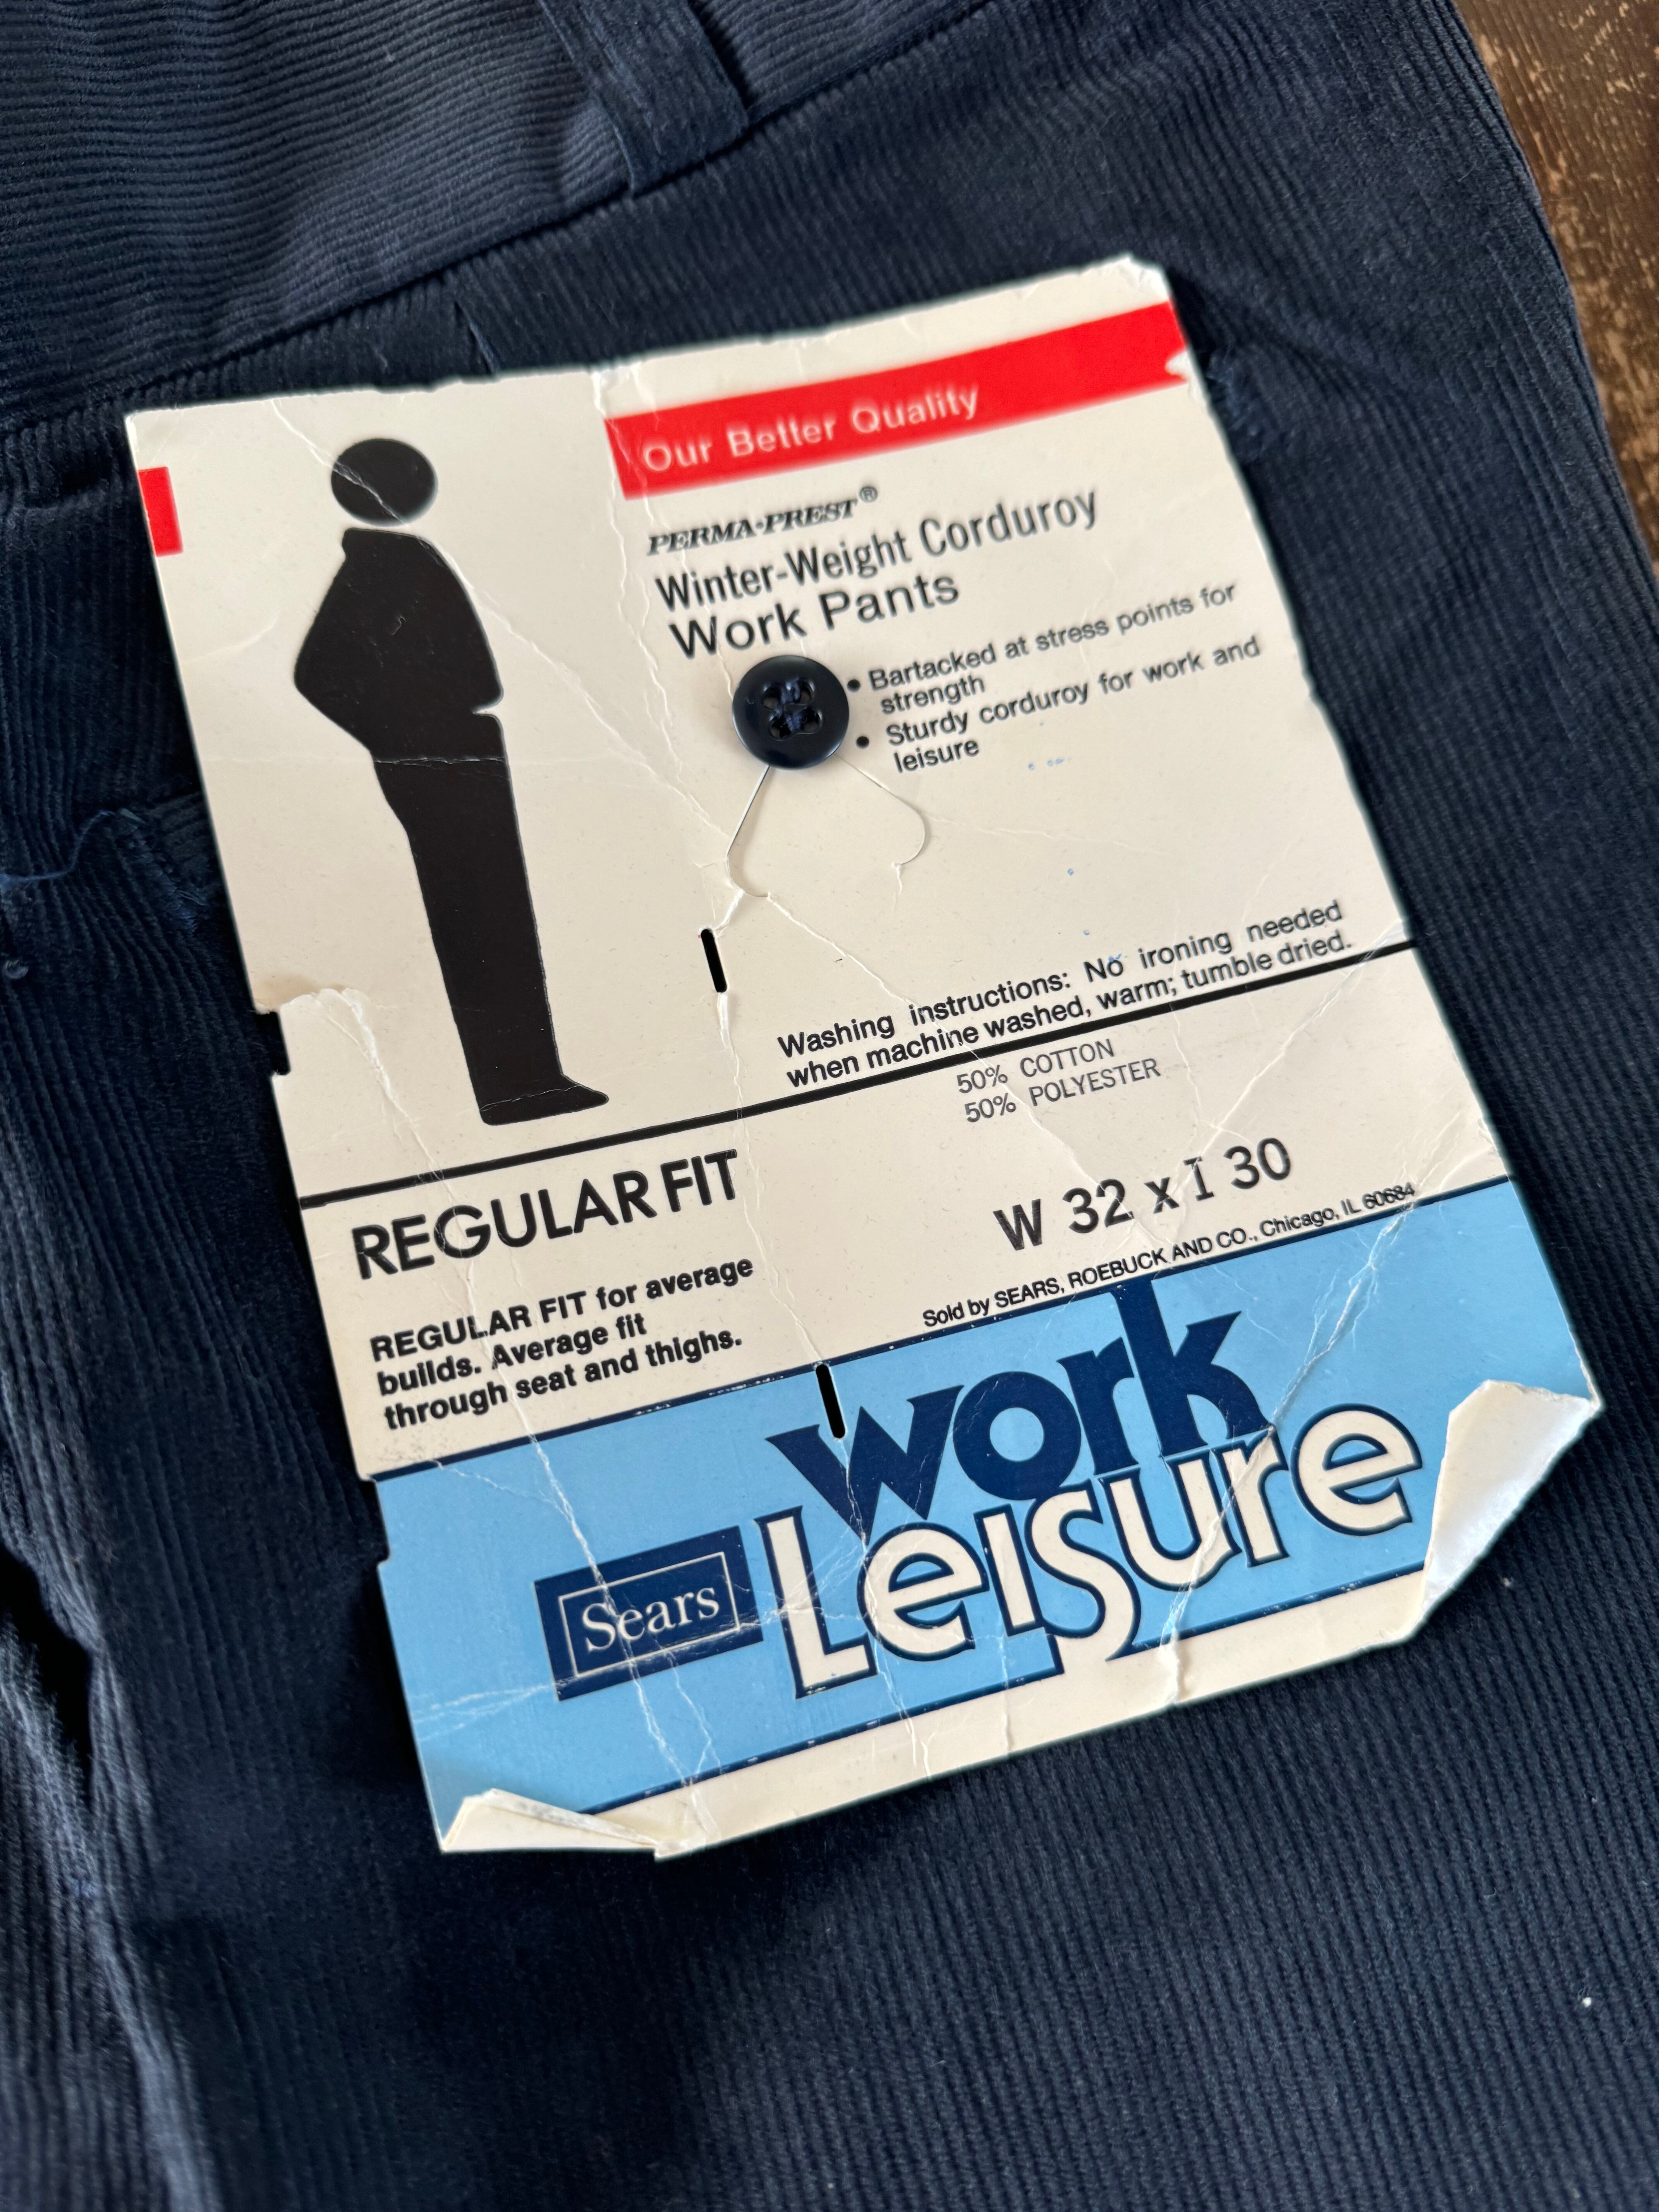 Our Better Quality
PERMA-PREST®
Winter-Weight Corduroy
Work Pants
• Bartacked at stress points for
strength
• Sturdy corduroy for work and
leisure
Washing instructions: No ironing needed
when machine washed, warm; tumble dried.
50% COTTON
50% POLYESTER
REGULAR FIT
W 32 x I 30
REGULAR FIT for average
builds. Average fit
through seat and thighs.
Sold by SEARS, ROEBUCK AND CO., Chicago, IL 60684
work
Sears
Leisure